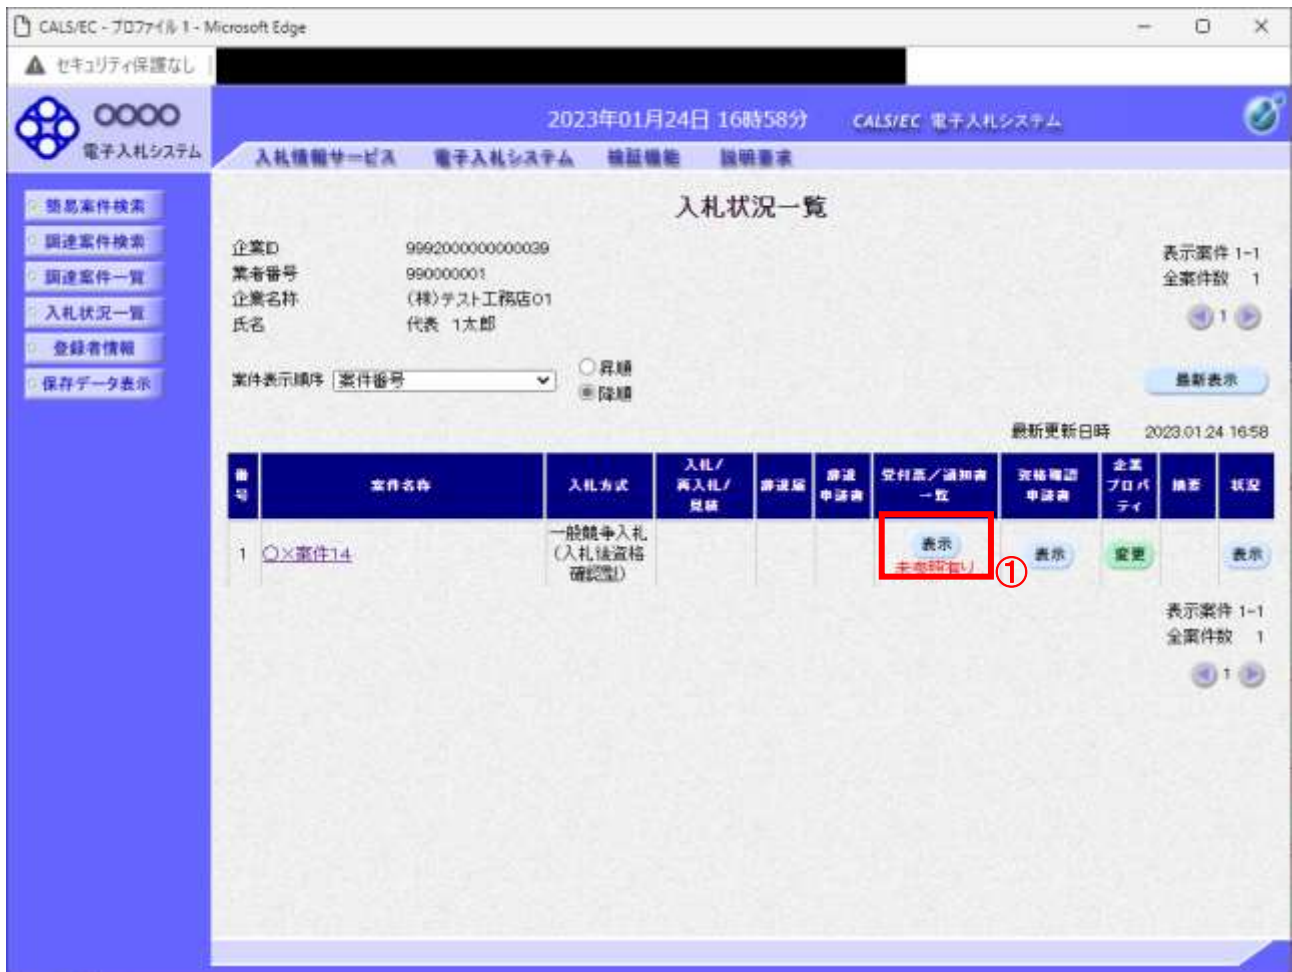 CALS/EC - プロファイル 1 - Microsoft Edge
セキュリティ保護なし
○○○○
電子入札システム
2023年01月24日 16時58分
CALS/EC 電子入札システム
入札情報サービス 電子入札システム 検証機能 説明要求
簡易案件検索
調達案件検索
調達案件一覧
入札状況一覧
登録者情報
保存データ表示
入札状況一覧
企業ID 9992000000000039
業者番号 990000001
企業名称 (株)テスト工務店01
氏名 代表 1太郎
表示案件 1-1
全案件数 1
1
案件表示順序 案件番号
昇順
降順
最新表示
最新更新日時 2023.01.24 16:58
番号 案件名称 入札方式 入札/再入札/見積 辞退届 辞退申請書 受付票/通知書一覧 資格確認申請書 企業プロパティ 摘要 状況
1 ○×案件14 一般競争入札(入札後資格確認型) 表示 未参照有り 表示 変更 表示
①
表示案件 1-1
全案件数 1
1